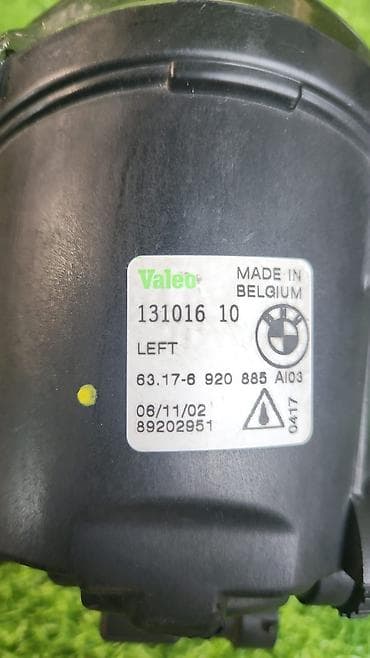 Valeo
MADE IN
BELGIUM
131016 10
LEFT
63.17-6 920 885 AI03
06/11/02
89202951
0417